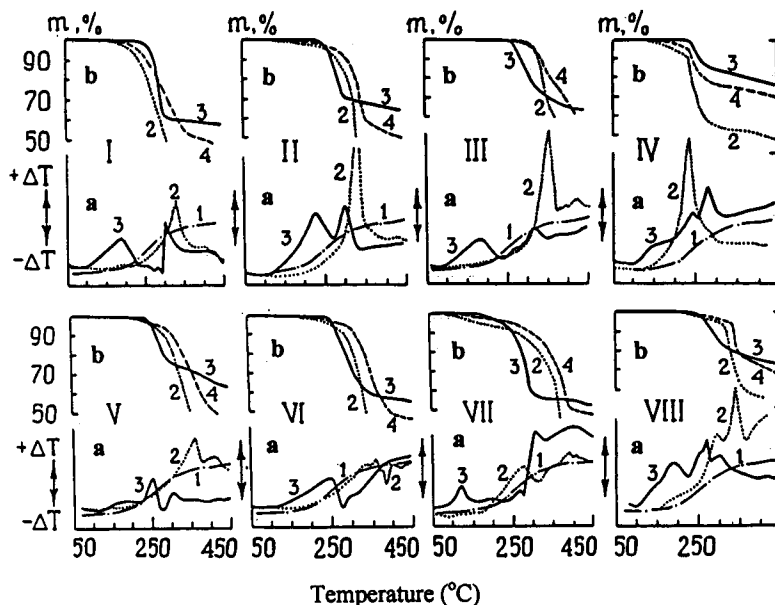 m, % m, % m, % m, %
90
70
50
b 2 3 4
b 3 2 4
b 3 2 4
b 3 4 2
I II III IV
+ΔT
−ΔT
a 3 2 1
a 3 2 1
a 3 1 2
a 3 2 1
90
70
50
b 2 3 4
b 2 3 4
b 3 2 4
b 2 3 4
V VI VII VIII
+ΔT
−ΔT
a 3 2 1
a 3 1 2
a 3 2 1
a 3 2 1
50 250 450 50 250 450 50 250 450 50 250
Temperature (°C)